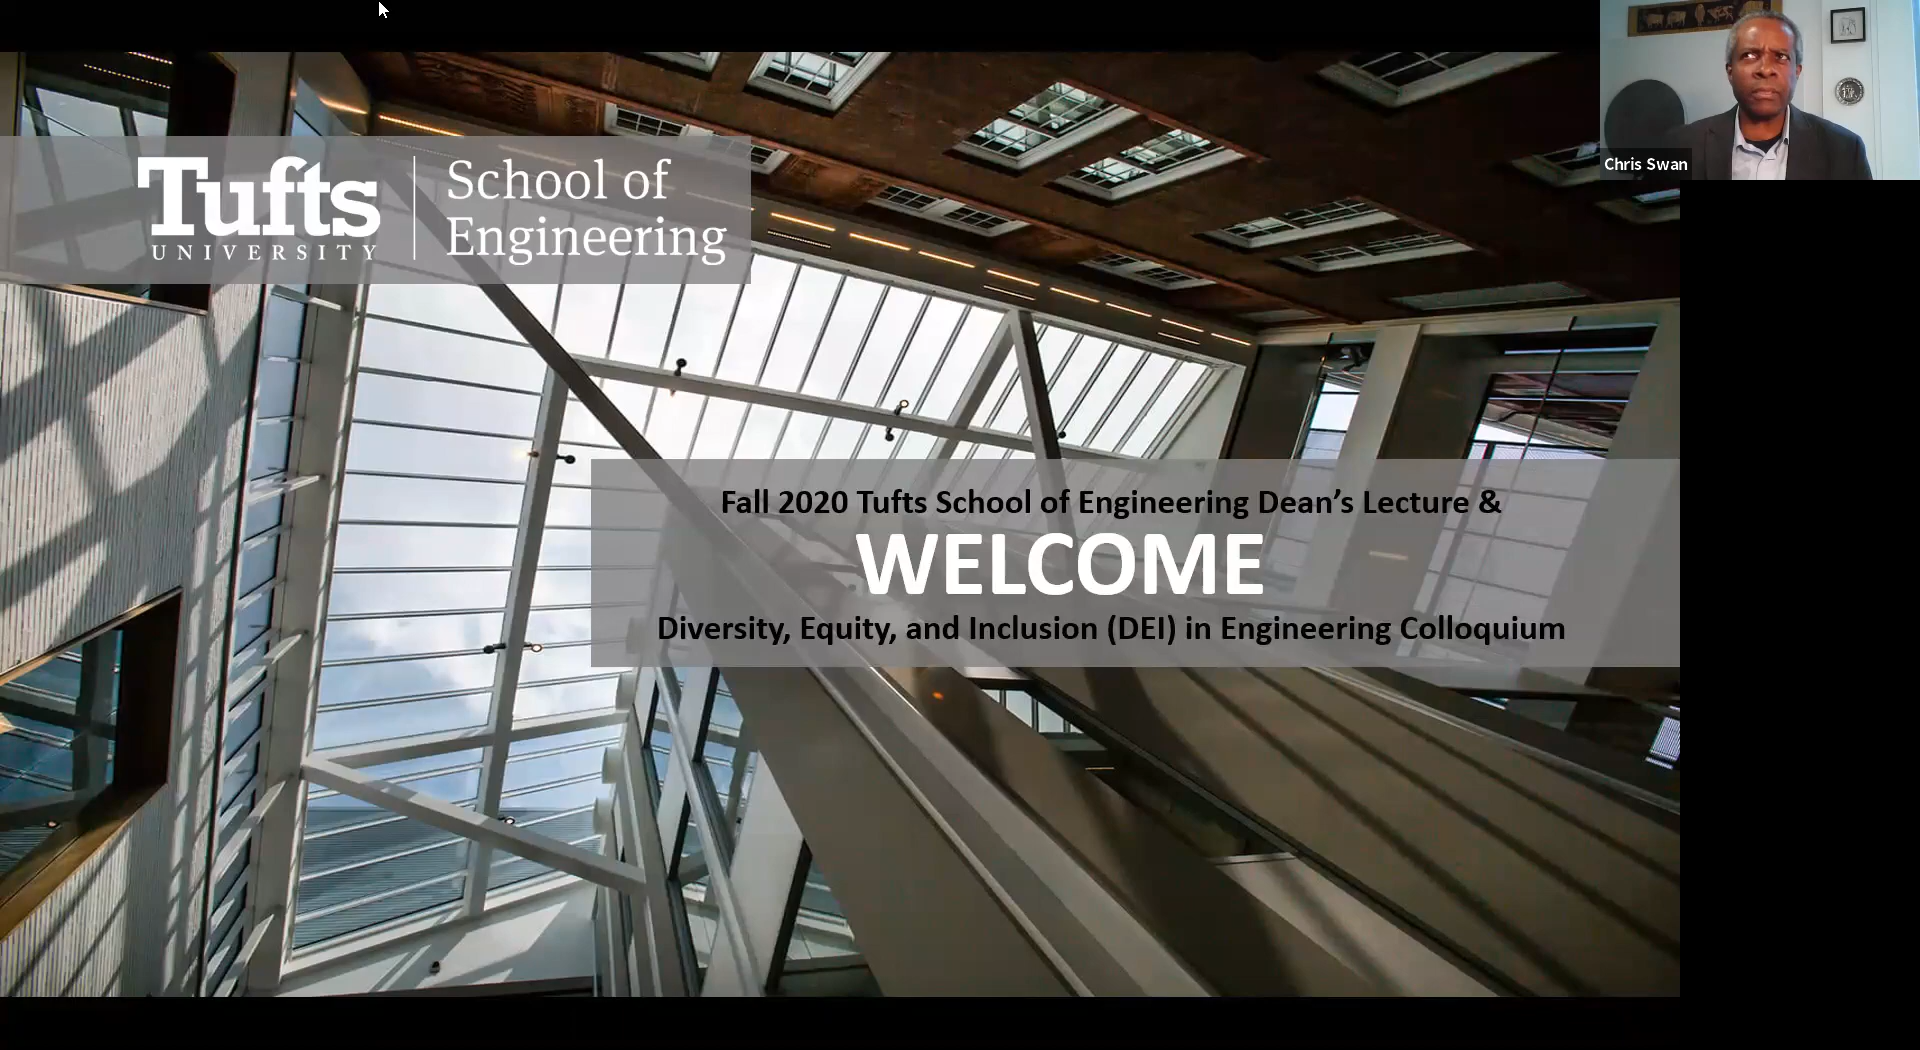 Tufts
UNIVERSITY
School of
Engineering
Chris Swan
Fall 2020 Tufts School of Engineering Dean’s Lecture &
WELCOME
Diversity, Equity, and Inclusion (DEI) in Engineering Colloquium